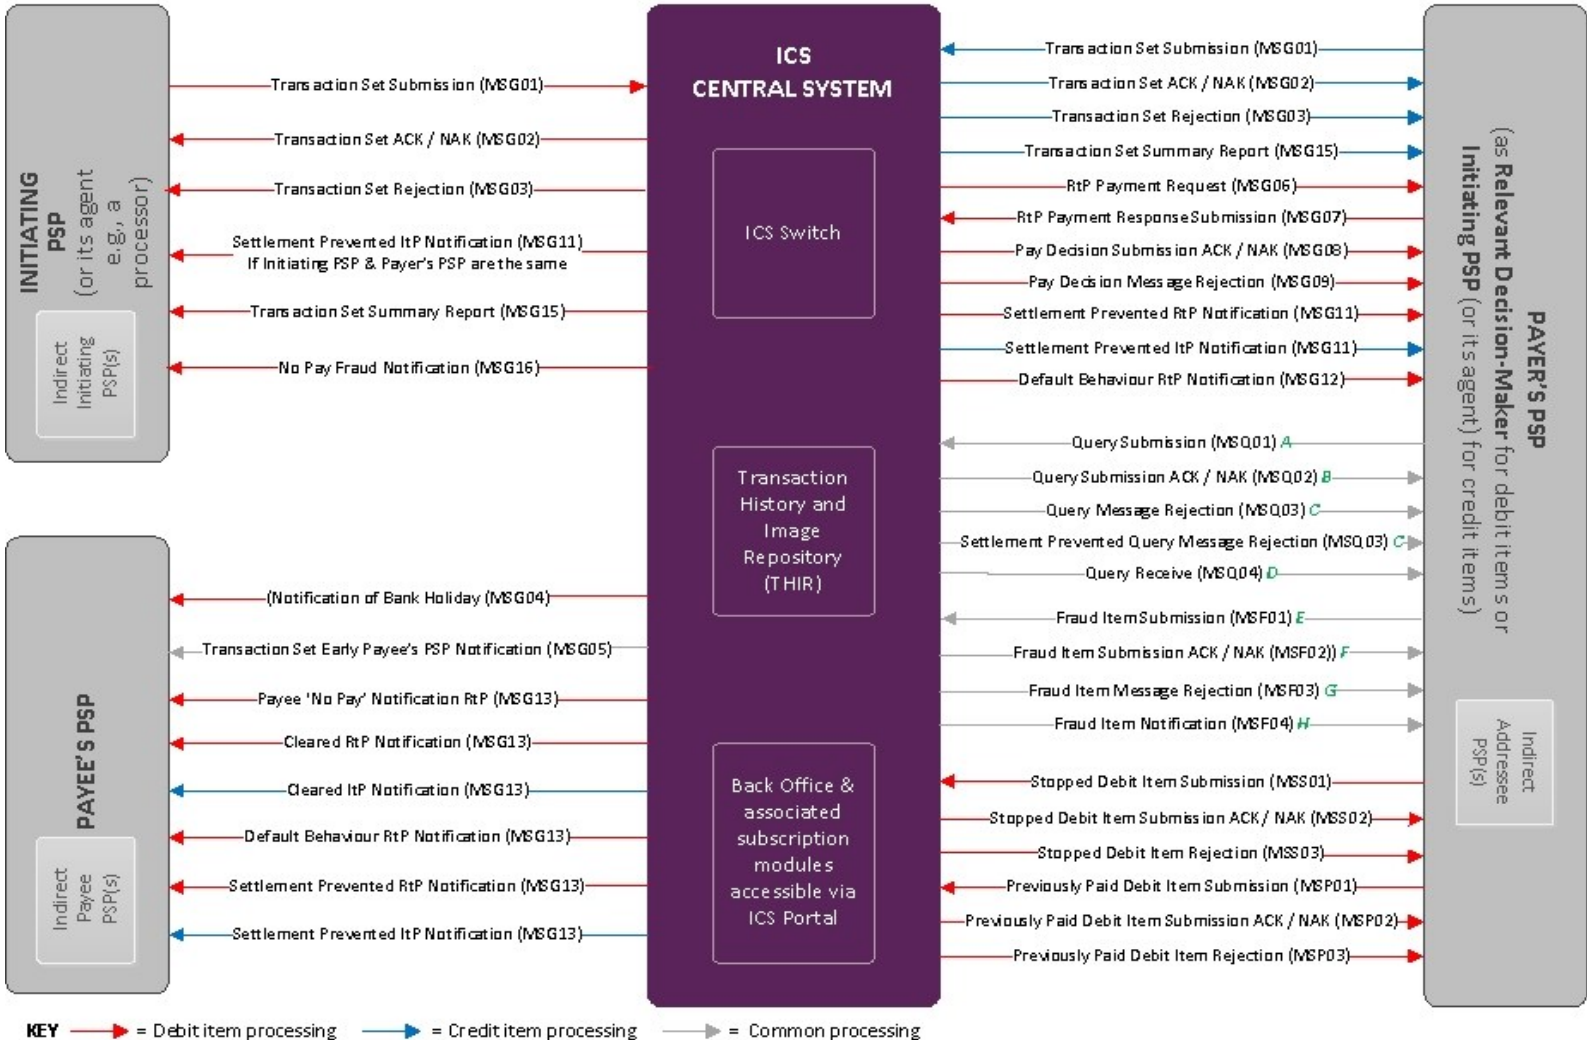 INITIATING
PSP
(or its agent
e.g., a
processor)
Indirect
Initiating
PSP(s)
Transaction Set Submission (MSG01)
Transaction Set ACK / NAK (MSG02)
Transaction Set Rejection (MSG03)
Settlement Prevented ItP Notification (MSG11)
If Initiating PSP & Payer's PSP are the same
Transaction Set Summary Report (MSG15)
No Pay Fraud Notification (MSG16)
PAYEE'S PSP
Indirect
Payee
PSP(s)
(Notification of Bank Holiday (MSG04)
Transaction Set Early Payee's PSP Notification (MSG05)
Payee 'No Pay' Notification RtP (MSG13)
Cleared RtP Notification (MSG13)
Cleared ItP Notification (MSG13)
Default Behaviour RtP Notification (MSG13)
Settlement Prevented RtP Notification (MSG13)
Settlement Prevented ItP Notification (MSG13)
ICS
CENTRAL SYSTEM
ICS Switch
Transaction
History and
Image
Repository
(THIR)
Back Office &
associated
subscription
modules
accessible via
ICS Portal
Transaction Set Submission (MSG01)
Transaction Set ACK / NAK (MSG02)
Transaction Set Rejection (MSG03)
Transaction Set Summary Report (MSG15)
RtP Payment Request (MSG06)
RtP Payment Response Submission (MSG07)
Pay Decision Submission ACK / NAK (MSG08)
Pay Decision Message Rejection (MSG09)
Settlement Prevented RtP Notification (MSG11)
Settlement Prevented ItP Notification (MSG11)
Default Behaviour RtP Notification (MSG12)
Query Submission (MSQ01) A
Query Submission ACK / NAK (MSQ02) B
Query Message Rejection (MSQ03) C
Settlement Prevented Query Message Rejection (MSQ03) C
Query Receive (MSQ04) D
Fraud Item Submission (MSF01) E
Fraud Item Submission ACK / NAK (MSF02)) F
Fraud Item Message Rejection (MSF03) G
Fraud Item Notification (MSF04) H
Stopped Debit Item Submission (MSS01)
Stopped Debit Item Submission ACK / NAK (MSS02)
Stopped Debit Item Rejection (MSS03)
Previously Paid Debit Item Submission (MSP01)
Previously Paid Debit Item Submission ACK / NAK (MSP02)
Previously Paid Debit Item Rejection (MSP03)
PAYER'S PSP
(as Relevant Decision-Maker for debit items or
Initiating PSP (or its agent) for credit items)
Indirect
Addressee
PSP(s)
KEY = Debit item processing = Credit item processing = Common processing